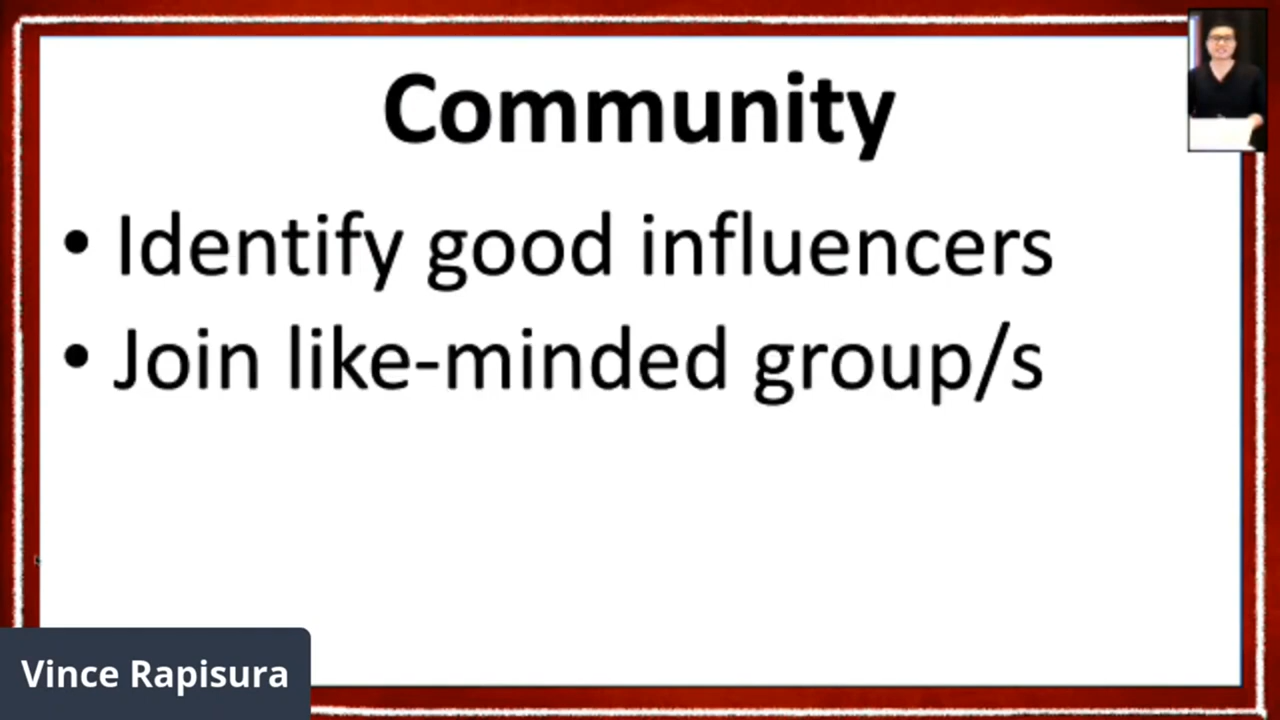 Community
• Identify good influencers
• Join like-minded group/s
Vince Rapisura